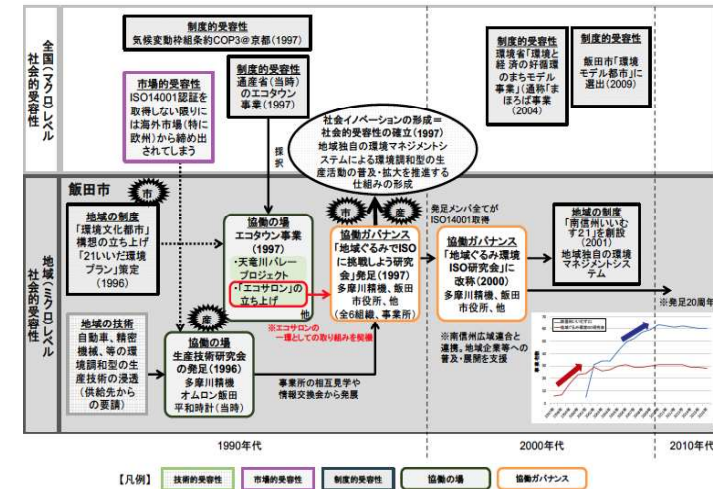 全国(マクロ)レベル
社会的受容性
制度的受容性
気候変動枠組条約COP3@京都(1997)
市場的受容性
ISO14001認証を
取得しない限りに
は海外市場(特に
欧州)から締め出
されてしまう
制度的受容性
通産省(当時)
のエコタウン
事業(1997)
採択
社会イノベーションの形成=
社会的受容性の確立(1997)
地域独自の環境マネジメントシ
ステムによる環境調和型の生
産活動の普及・拡大を推進する
仕組みの形成
制度的受容性
環境省「環境と
経済の好循環
のまちモデル
事業」(通称「ま
ほろば事業
(2004)
制度的受容性
飯田市「環境
モデル都市」に
選出(2009)
地域(ミクロ)レベル
社会的受容性
飯田市
市
地域の制度
「環境文化都市」
構想の立ち上げ
「21いいだ環境
プラン」策定
(1996)
地域の技術
自動車、精密
機械、等の環
境調和型の生
産技術の浸透
(供給先から
の要請)
協働の場
エコタウン事業
(1997)
・天竜川バレー
プロジェクト
・「エコサロン」の
立ち上げ
他
産
協働の場
生産技術研究会
の発足(1996)
多摩川精機
オムロン飯田
平和時計(当時)
※エコサロンの
一環としての取り組みを契機
事業所の相互見学や
情報交換会から発展
市
産
協働ガバナンス
「地域ぐるみでISO
に挑戦しよう研究
会」発足(1997)
多摩川精機、飯田
市役所、他
(全6組織、事業所)
発足メンバ全てが
ISO14001取得
協働ガバナンス
「地域ぐるみ環境
ISO研究会」に
改称(2000)
多摩川精機、飯田
市役所、他
※南信州広域連合と
連携。地域企業等への
普及・展開を支援
地域の制度
「南信州いいむ
す21」を創設
(2001)
地域独自の環境
マネジメントシス
テム
※発足20周年
1990年代
2000年代
2010年代
【凡例】
技術的受容性
市場的受容性
制度的受容性
協働の場
協働ガバナンス